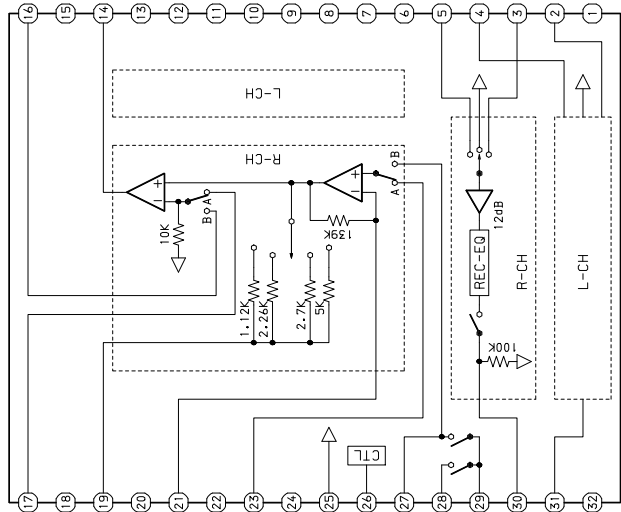 16 15 14 13 12 11 10 9 8 7 6 5 4 3 2 1
L-CH
R-CH
B
A
10K
A
B
139K
1.12K
2.26K
2.7K
5K
12dB
REC-EQ
R-CH
L-CH
100K
CTL
17 18 19 20 21 22 23 24 25 26 27 28 29 30 31 32